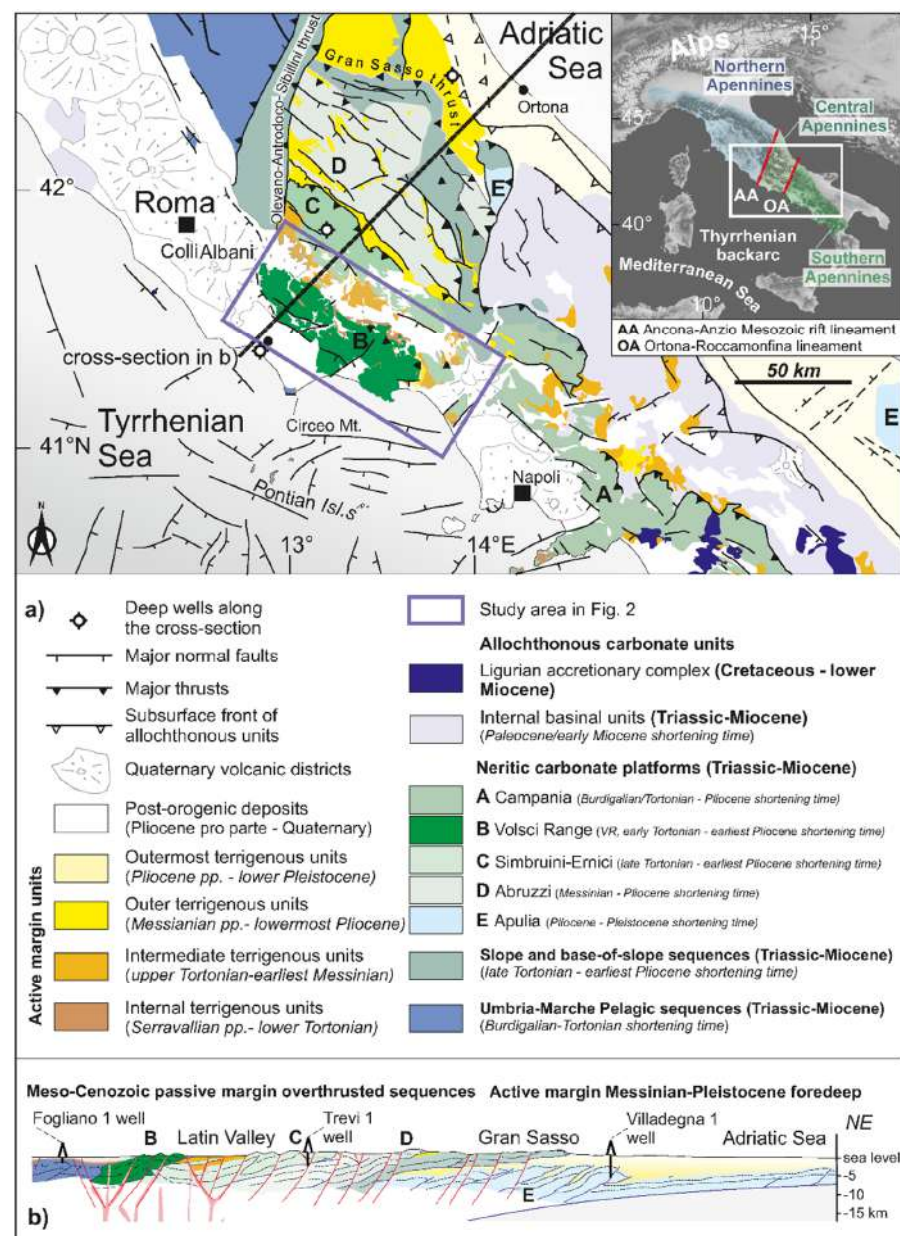 Adriatic
Sea
Gran Sasso thrust
Ortona
Olevano-Antrodoco-Sibillini thrust
D
E
C
42°
Roma
Colli Albani
B
cross-section in b)
Circeo Mt.
41°N
Tyrrhenian
Sea
Pontian Isl.s
Napoli
A
E
N
13°
14°E
Alps
15°
Northern
Apennines
45°
Central
Apennines
AA
OA
40°
Thyrrhenian
backarc
Southern
Apennines
Mediterranean Sea
10°
AA Ancona-Anzio Mesozoic rift lineament
OA Ortona-Roccamonfina lineament
50 km
a)
Deep wells along
the cross-section
Major normal faults
Major thrusts
Subsurface front of
allochthonous units
Quaternary volcanic districts
Post-orogenic deposits
(Pliocene pro parte - Quaternary)
Active margin units
Outermost terrigenous units
(Pliocene pp. - lower Pleistocene)
Outer terrigenous units
(Messianian pp.- lowermost Pliocene)
Intermediate terrigenous units
(upper Tortonian-earliest Messinian)
Internal terrigenous units
(Serravallian pp.- lower Tortonian)
Study area in Fig. 2
Allochthonous carbonate units
Ligurian accretionary complex (Cretaceous - lower
Miocene)
Internal basinal units (Triassic-Miocene)
(Paleocene/early Miocene shortening time)
Neritic carbonate platforms (Triassic-Miocene)
A Campania (Burdigalian/Tortonian - Pliocene shortening time)
B Volsci Range (VR, early Tortonian - earliest Pliocene shortening time)
C Simbruini-Ernici (late Tortonian - earliest Pliocene shortening time)
D Abruzzi (Messinian - Pliocene shortening time)
E Apulia (Pliocene - Pleistocene shortening time)
Slope and base-of-slope sequences (Triassic-Miocene)
(late Tortonian - earliest Pliocene shortening time)
Umbria-Marche Pelagic sequences (Triassic-Miocene)
(Burdigalian-Tortonian shortening time)
Meso-Cenozoic passive margin overthrusted sequences
Active margin Messinian-Pleistocene foredeep
Fogliano 1 well
B
Latin Valley
C
Trevi 1
well
D
Gran Sasso
Villadegna 1
well
Adriatic Sea
NE
sea level
-5
-10
-15 km
E
b)